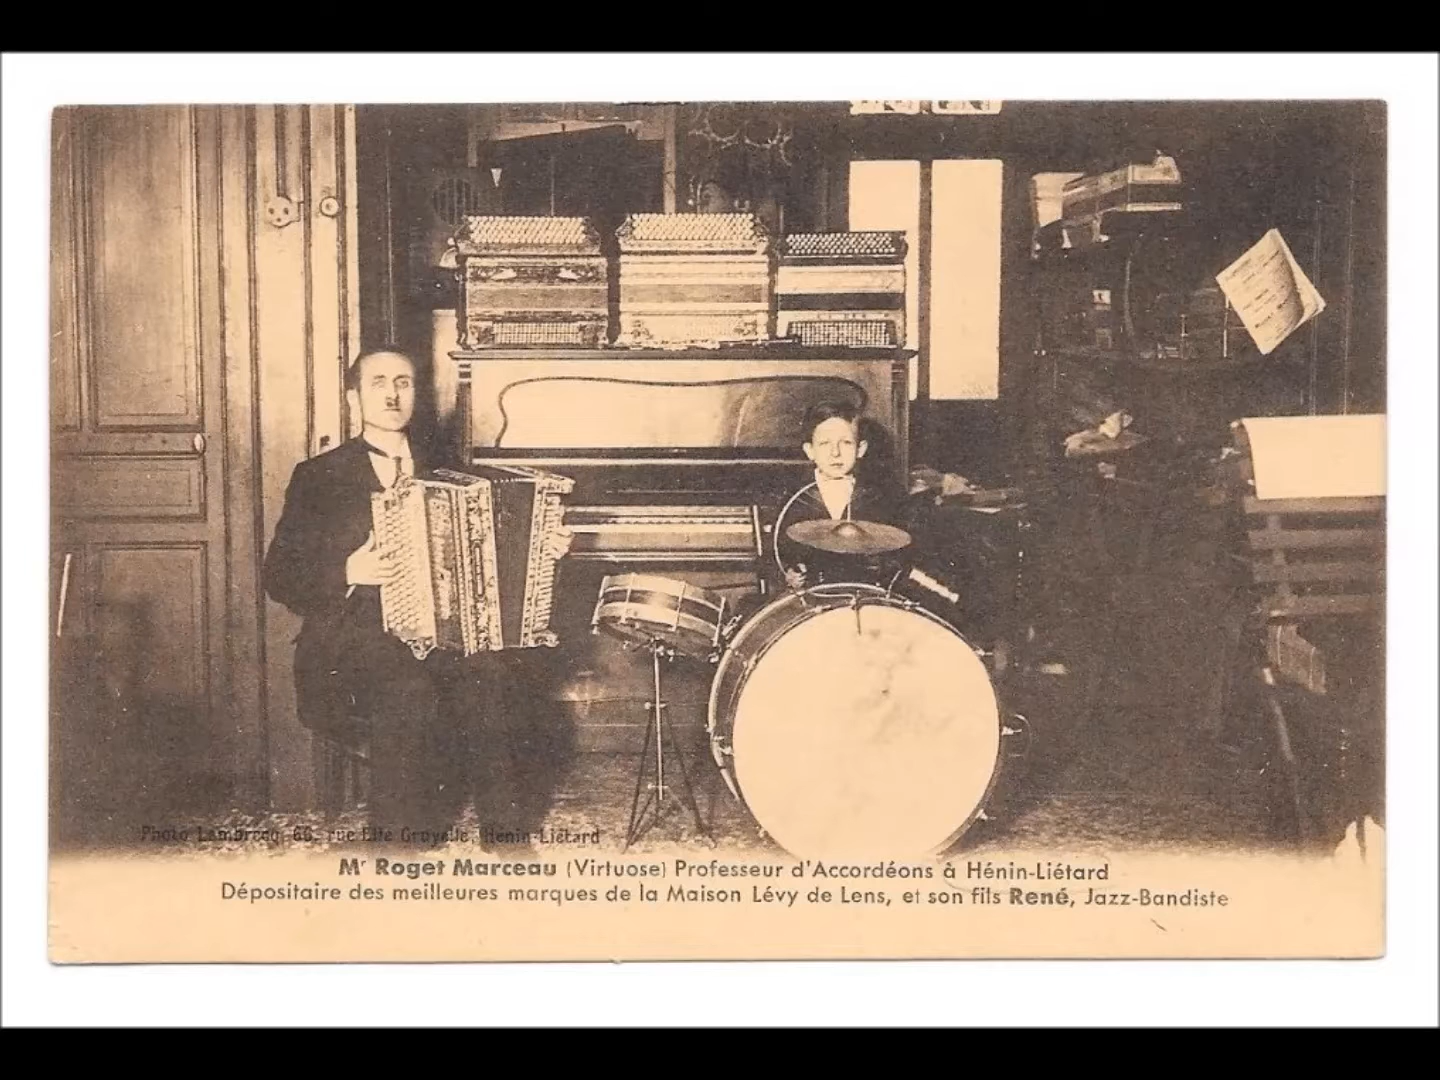 Photo Lambrecq, 66, rue Elie Gruyelle, Hénin-Liétard
Mr Roget Marceau (Virtuose) Professeur d'Accordéons à Hénin-Liétard
Dépositaire des meilleures marques de la Maison Lévy de Lens, et son fils René, Jazz-Bandiste